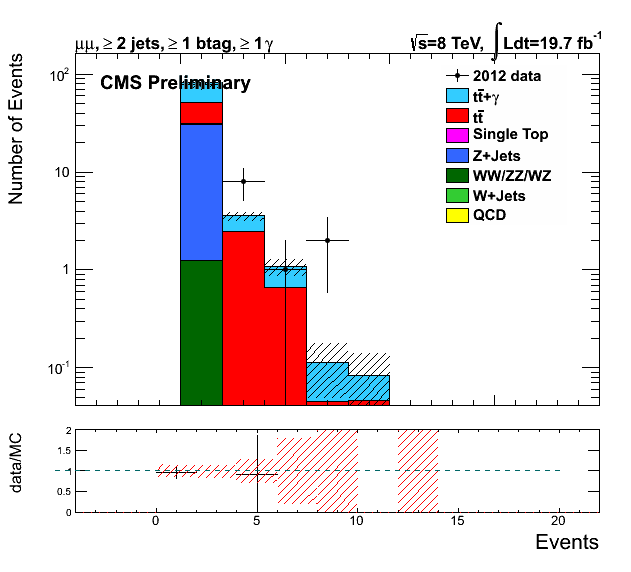 μμ, ≥ 2 jets, ≥ 1 btag, ≥ 1 γ
√s=8 TeV, ∫ Ldt=19.7 fb⁻¹
CMS Preliminary
2012 data
tt̄+γ
tt̄
Single Top
Z+Jets
WW/ZZ/WZ
W+Jets
QCD
Number of Events
10²
10
1
10⁻¹
data/MC
2
1.5
1
0.5
0
0 5 10 15 20
Events